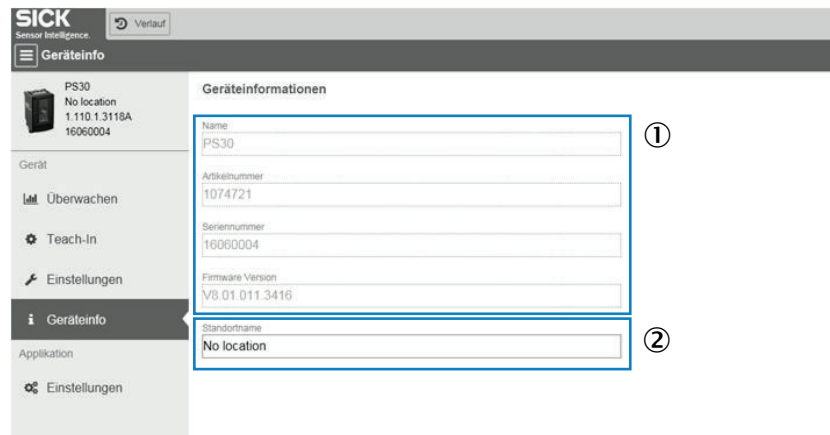 SICK
Sensor Intelligence.
Verlauf
Geräteinfo
PS30
No location
1.110.1.3118A
16060004
Gerät
Überwachen
Teach-In
Einstellungen
Geräteinfo
Applikation
Einstellungen
Geräteinformationen
Name
PS30
Artikelnummer
1074721
Seriennummer
16060004
Firmware Version
V8.01.011.3416
Standortname
No location
①
②